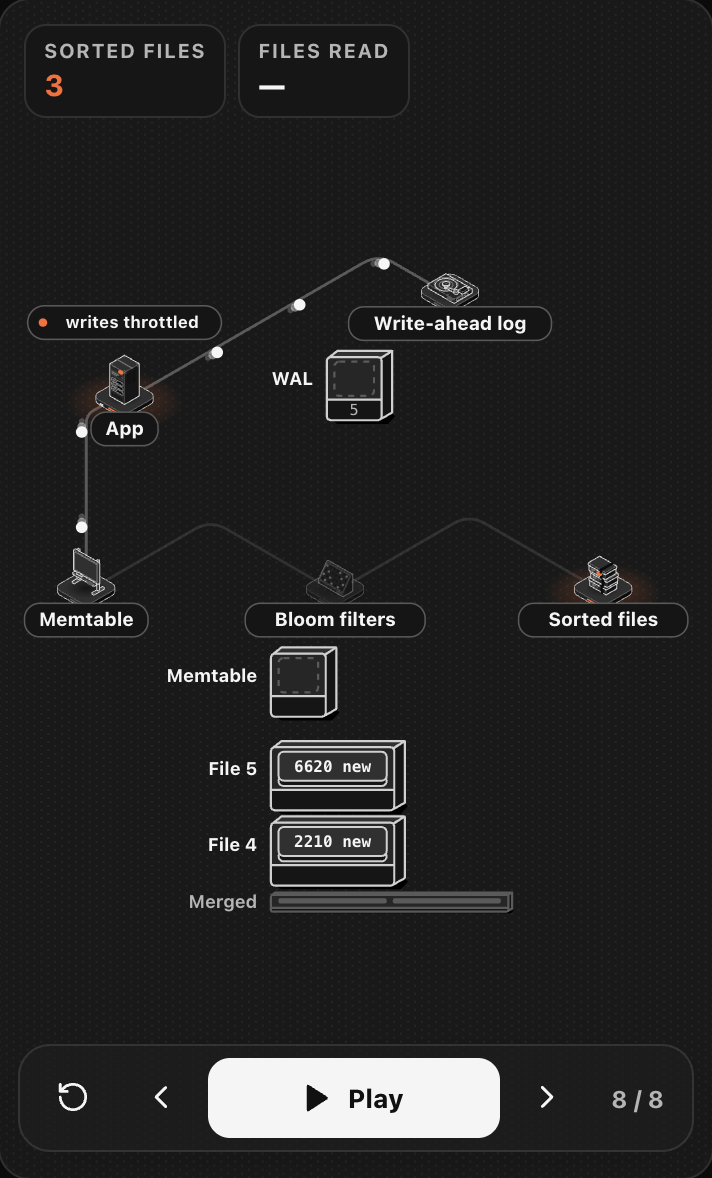 SORTED FILES
3
FILES READ
—
writes throttled
Write-ahead log
WAL
5
App
Memtable
Bloom filters
Sorted files
Memtable
File 5
6620 new
File 4
2210 new
Merged
Play
8 / 8